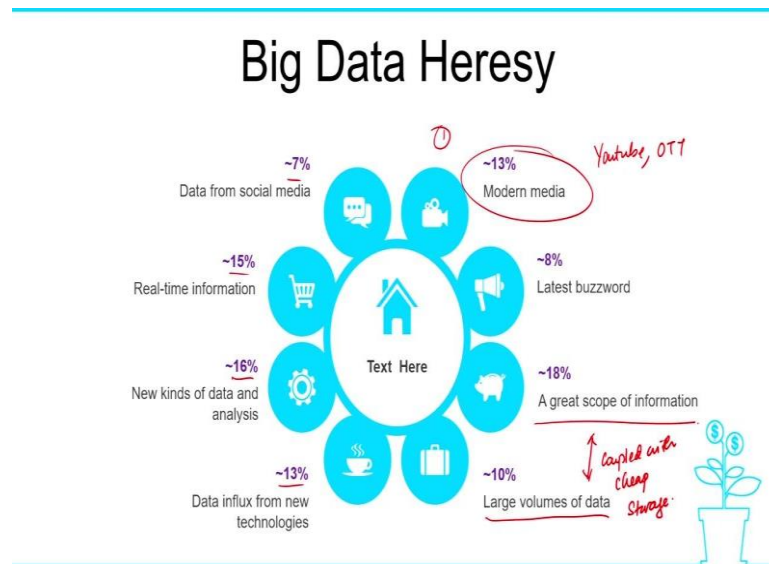 Big Data Heresy
①
~13%
Modern media
Youtube, OTT
~7%
Data from social media
~8%
Latest buzzword
~15%
Real-time information
~18%
A great scope of information
Text Here
~16%
New kinds of data and
analysis
coupled with
cheap
storage.
~10%
Large volumes of data
~13%
Data influx from new
technologies
$
$